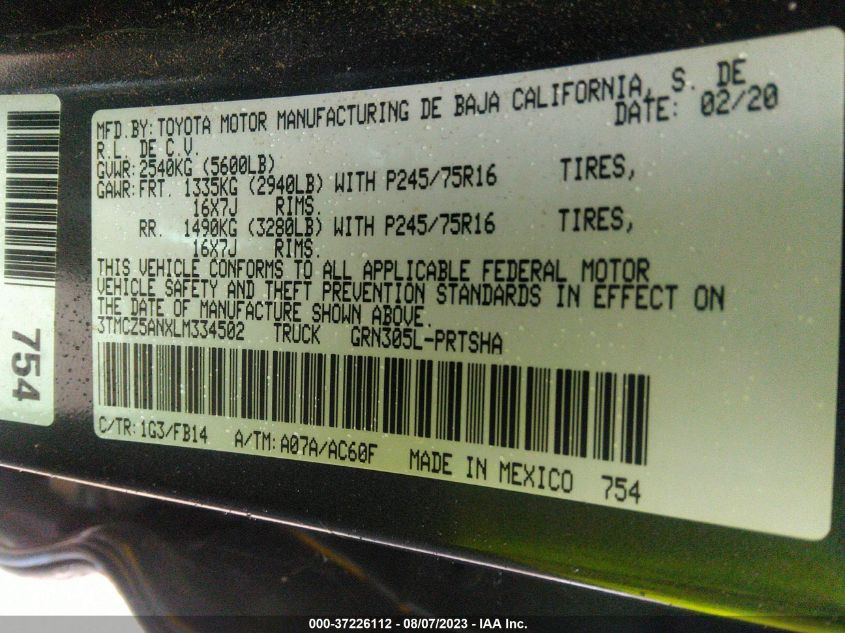 MFD.BY:TOYOTA MOTOR MANUFACTURING DE BAJA CALIFORNIA, S. DE
R.L. DE C.V. DATE: 02/20
GVWR:2540KG (5600LB)
GAWR:FRT. 1335KG (2940LB) WITH P245/75R16 TIRES,
16X7J RIMS.
RR. 1490KG (3280LB) WITH P245/75R16 TIRES,
16X7J RIMS.
THIS VEHICLE CONFORMS TO ALL APPLICABLE FEDERAL MOTOR
VEHICLE SAFETY AND THEFT PREVENTION STANDARDS IN EFFECT ON
THE DATE OF MANUFACTURE SHOWN ABOVE.
3TMCZ5ANXLM334502 TRUCK GRN305L-PRTSHA
C/TR:1G3/FB14 A/TM:A07A/AC60F MADE IN MEXICO 754
754
000-37226112 - 08/07/2023 - IAA Inc.